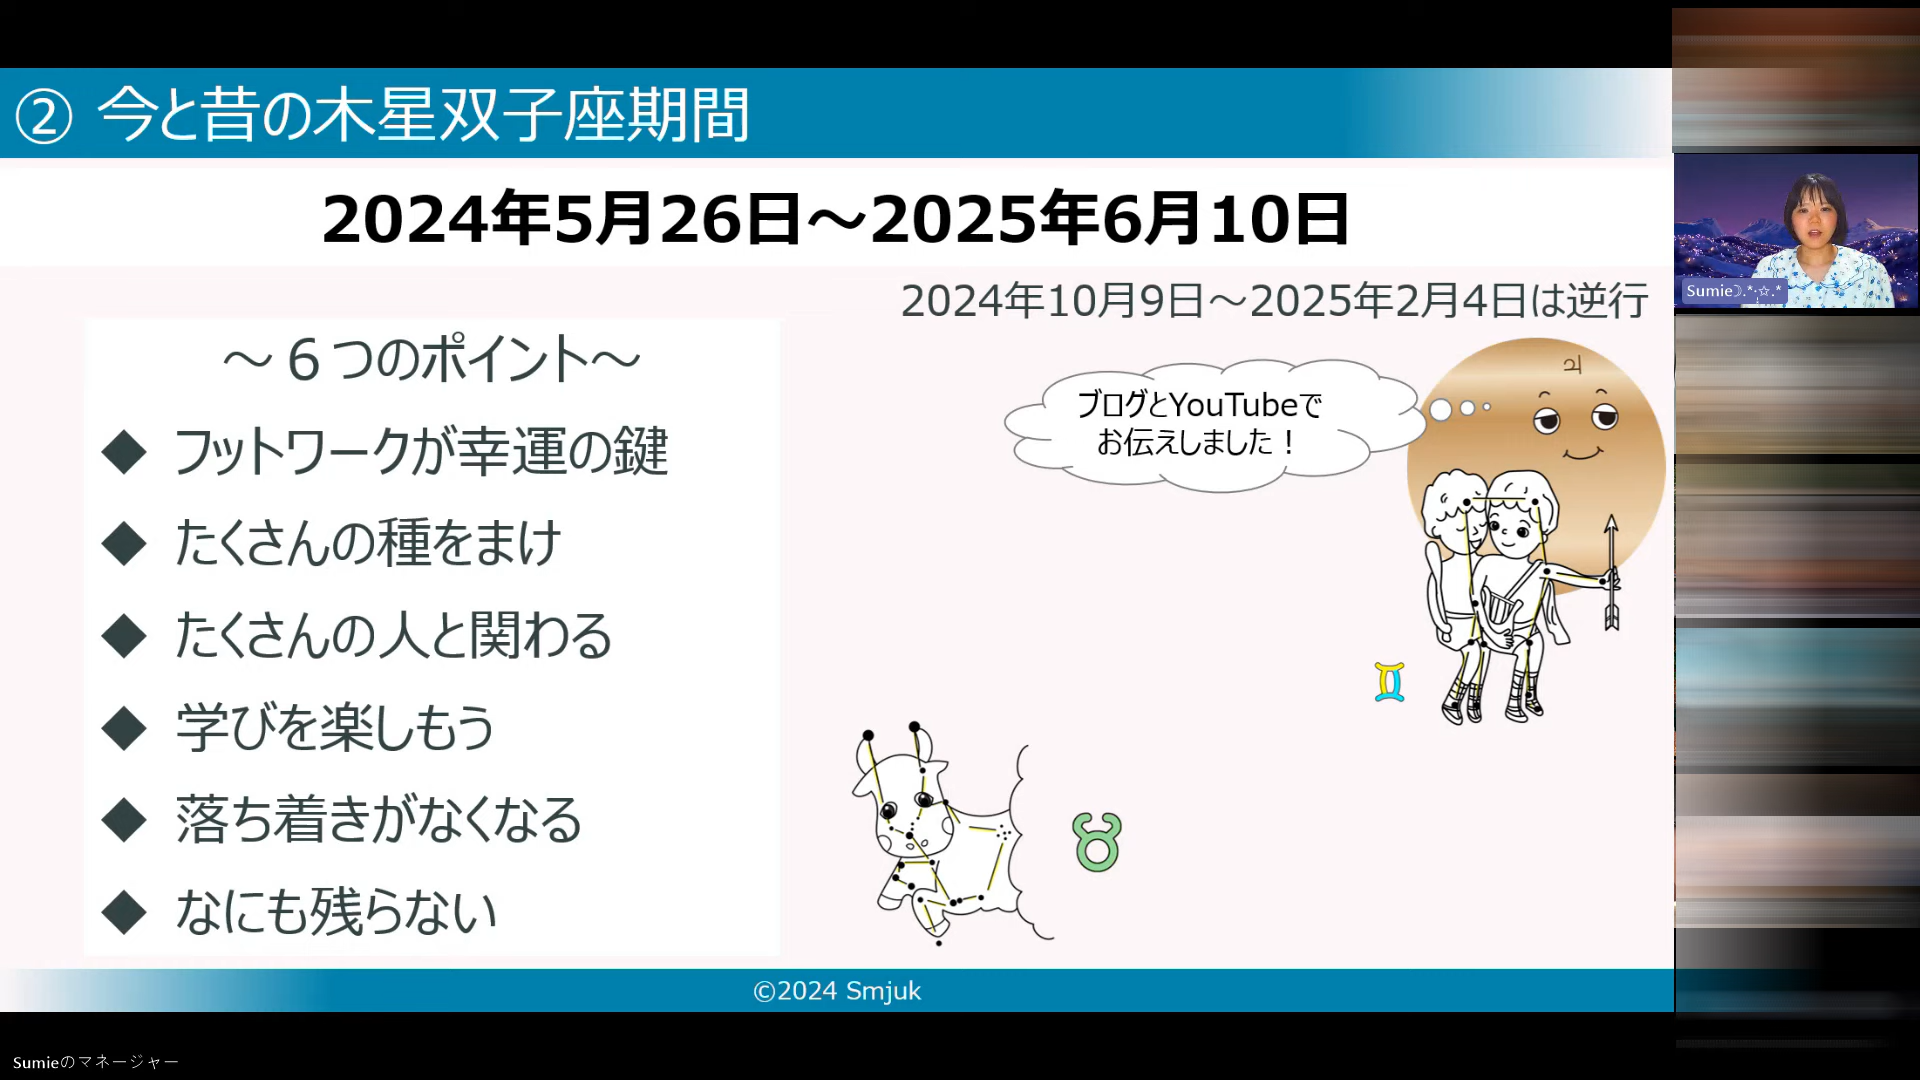 ② 今と昔の木星双子座期間
2024年5月26日～2025年6月10日
2024年10月9日～2025年2月4日は逆行
～６つのポイント～
◆ フットワークが幸運の鍵
◆ たくさんの種をまけ
◆ たくさんの人と関わる
◆ 学びを楽しもう
◆ 落ち着きがなくなる
◆ なにも残らない
ブログとYouTubeで
お伝えしました！
♃
♊
♉
©2024 Smjuk
Sumie☽.*·☆.*
Sumieのマネージャー